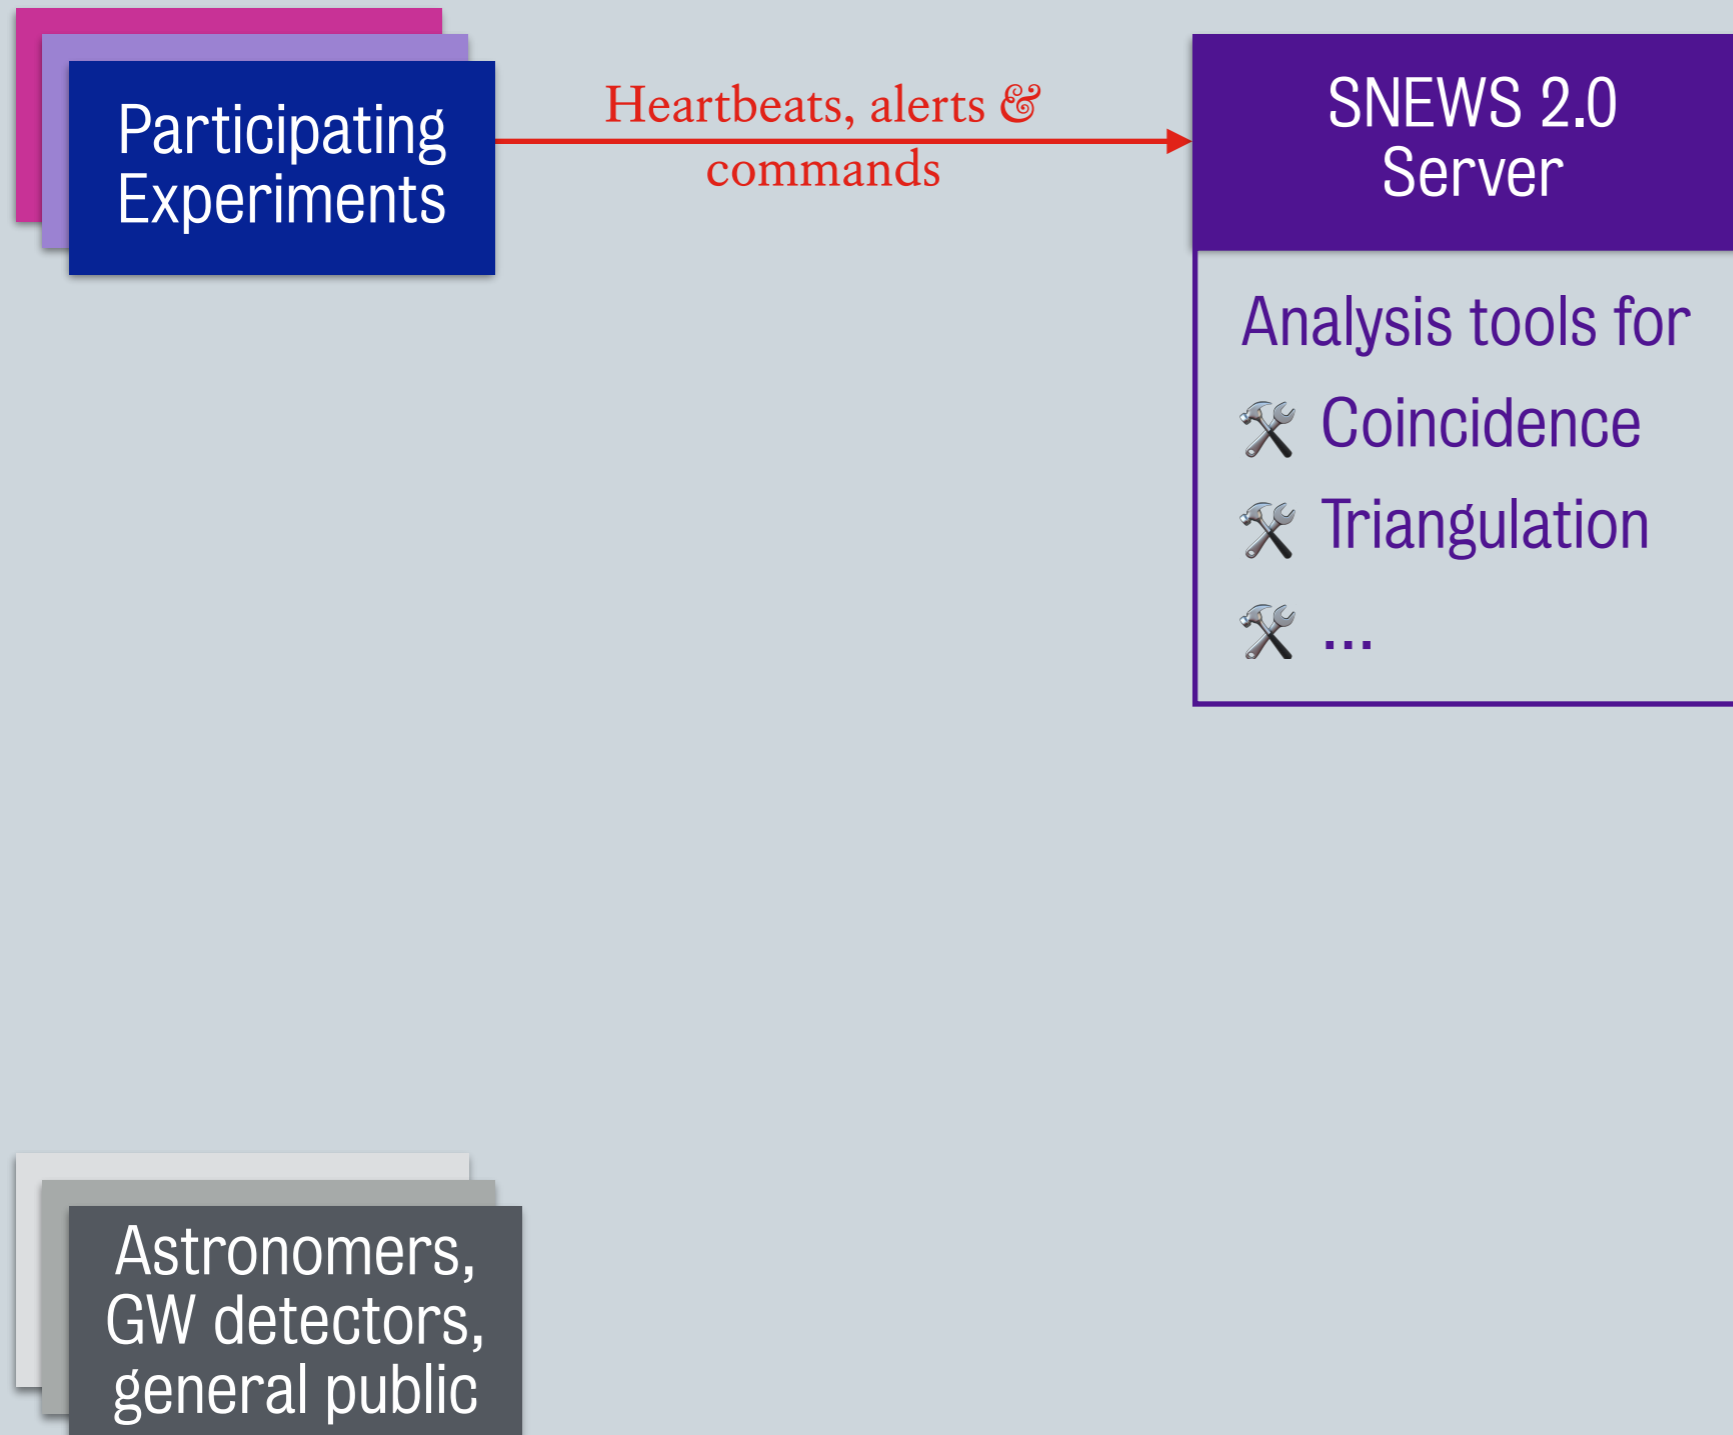 Participating
Experiments
Heartbeats, alerts &
commands
SNEWS 2.0
Server
Analysis tools for
🛠 Coincidence
🛠 Triangulation
🛠 ...
Astronomers,
GW detectors,
general public